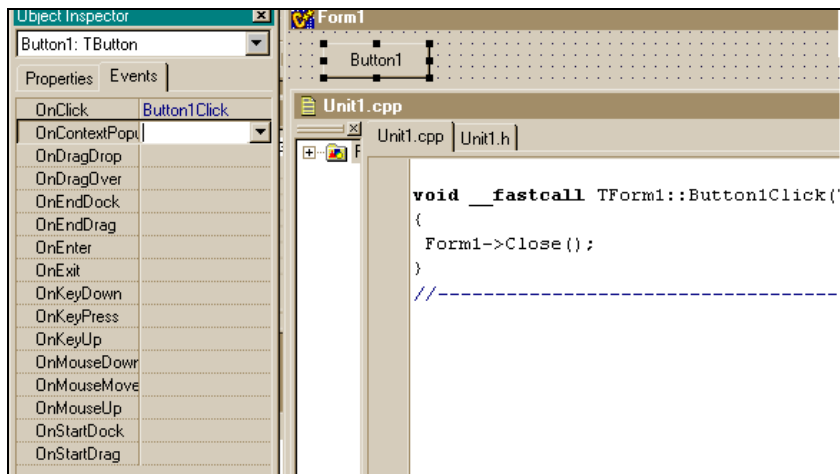 Object Inspector
Button1: TButton
Properties Events
OnClick Button1Click
OnContextPopu
OnDragDrop
OnDragOver
OnEndDock
OnEndDrag
OnEnter
OnExit
OnKeyDown
OnKeyPress
OnKeyUp
OnMouseDown
OnMouseMove
OnMouseUp
OnStartDock
OnStartDrag
Form1
Button1
Unit1.cpp
Unit1.cpp Unit1.h
void __fastcall TForm1::Button1Click(
{
Form1->Close();
}
//-----------------------------------